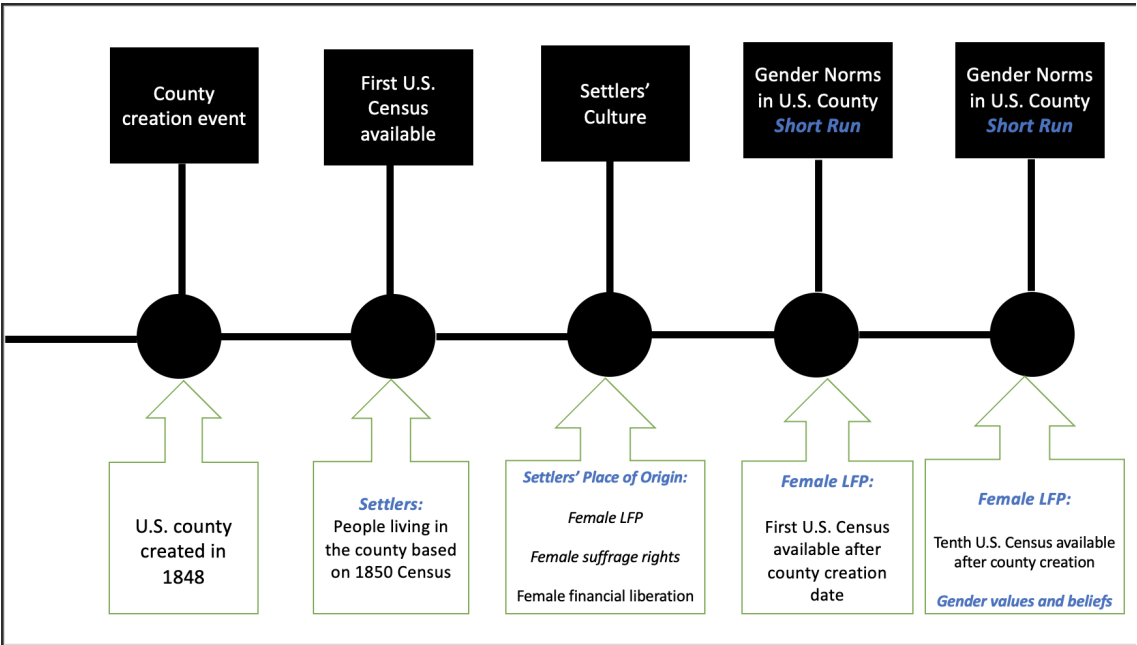 County
creation event
First U.S.
Census
available
Settlers'
Culture
Gender Norms
in U.S. County
Short Run
Gender Norms
in U.S. County
Short Run
U.S. county
created in
1848
Settlers:
People living in
the county based
on 1850 Census
Settlers' Place of Origin:
Female LFP
Female suffrage rights
Female financial liberation
Female LFP:
First U.S. Census
available after
county creation
date
Female LFP:
Tenth U.S. Census available
after county creation
Gender values and beliefs